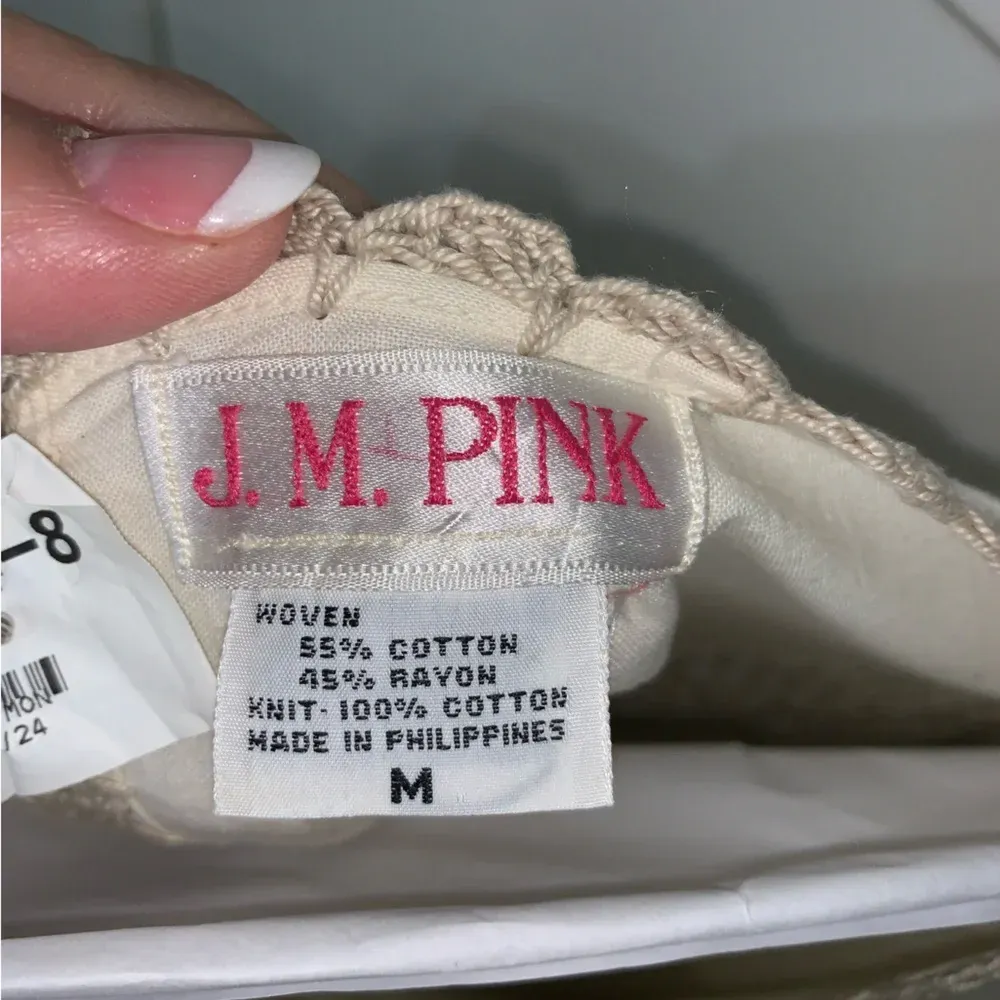 J. M. PINK
WOVEN
55% COTTON
45% RAYON
KNIT- 100% COTTON
MADE IN PHILIPPINES
M
-8
MON
/24